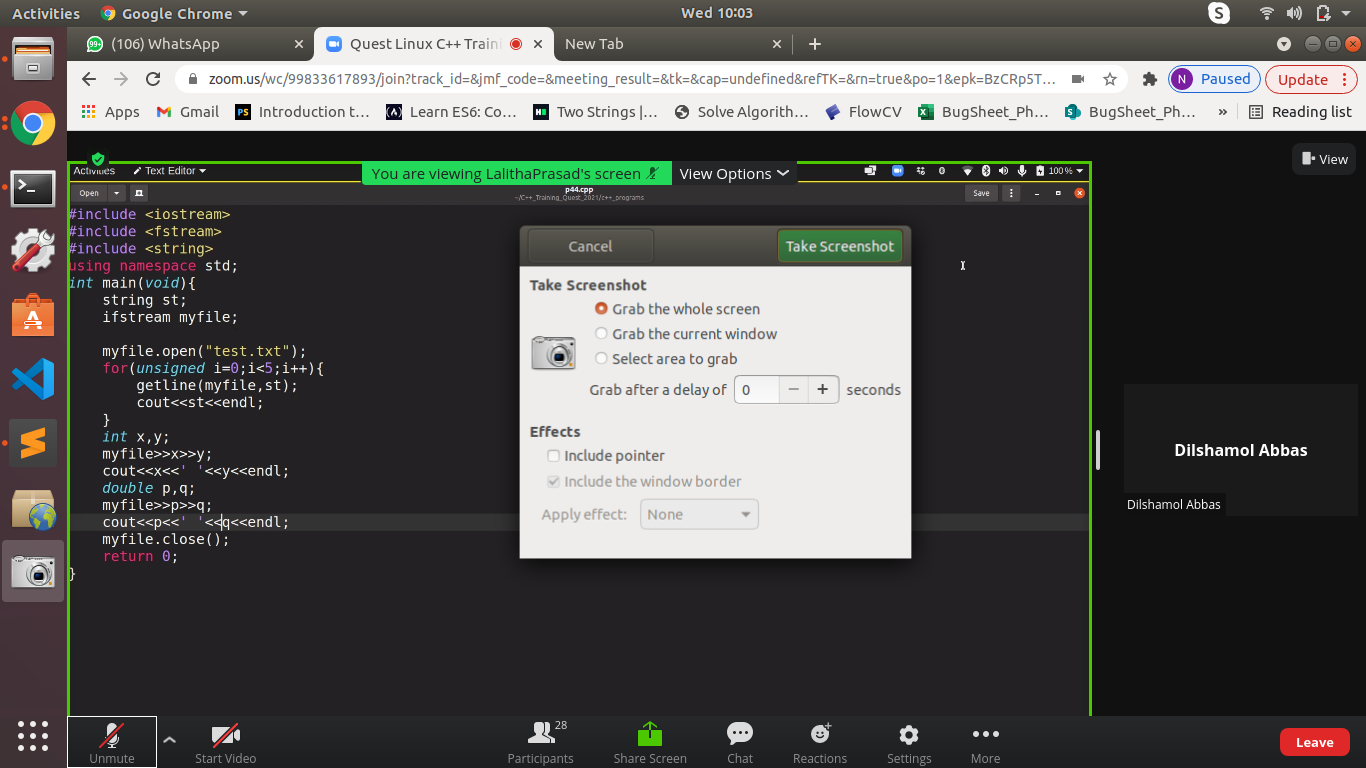 Activities Google Chrome Wed 10:03
(106) WhatsApp Quest Linux C++ Traini New Tab
zoom.us/wc/99833617893/join?track_id=&jmf_code=&meeting_result=&tk=&cap=undefined&refTK=&rn=true&po=1&epk=BzCRp5T... N Paused Update
Apps Gmail Introduction t... Learn ES6: Co... Two Strings |... Solve Algorith... FlowCV BugSheet_Ph... BugSheet_Ph... » Reading list
View
Activities Text Editor You are viewing LalithaPrasad's screen View Options 100 %
Open p44.cpp Save
~/C++_Training_Quest_2021/c++_programs
#include <iostream>
#include <fstream>
#include <string>
using namespace std;
int main(void){
string st;
ifstream myfile;
myfile.open("test.txt");
for(unsigned i=0;i<5;i++){
getline(myfile,st);
cout<<st<<endl;
}
int x,y;
myfile>>x>>y;
cout<<x<<' '<<y<<endl;
double p,q;
myfile>>p>>q;
cout<<p<<' '<<q<<endl;
myfile.close();
return 0;
}
Cancel Take Screenshot
Take Screenshot
Grab the whole screen
Grab the current window
Select area to grab
Grab after a delay of 0 − + seconds
Effects
Include pointer
Include the window border
Apply effect: None
Dilshamol Abbas
Dilshamol Abbas
Unmute Start Video Participants 28 Share Screen Chat Reactions Settings More Leave